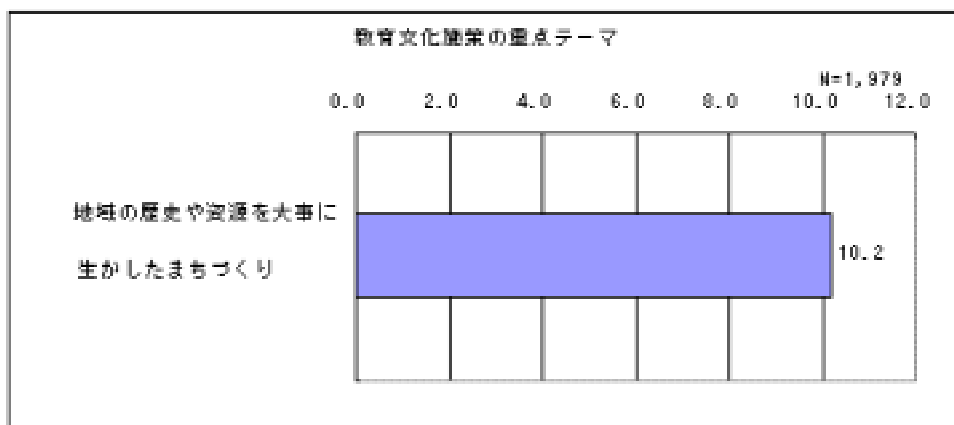 教育文化施策の重点テーマ
N=1,979
0.0 2.0 4.0 6.0 8.0 10.0 12.0
地域の歴史や資源を大事に
生かしたまちづくり
10.2